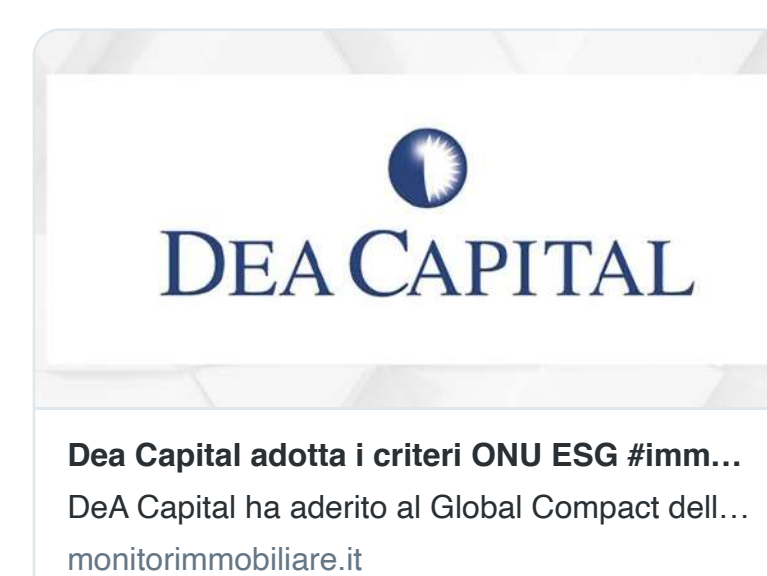 DEA CAPITAL
Dea Capital adotta i criteri ONU ESG #imm...
DeA Capital ha aderito al Global Compact dell...
monitorimmobiliare.it